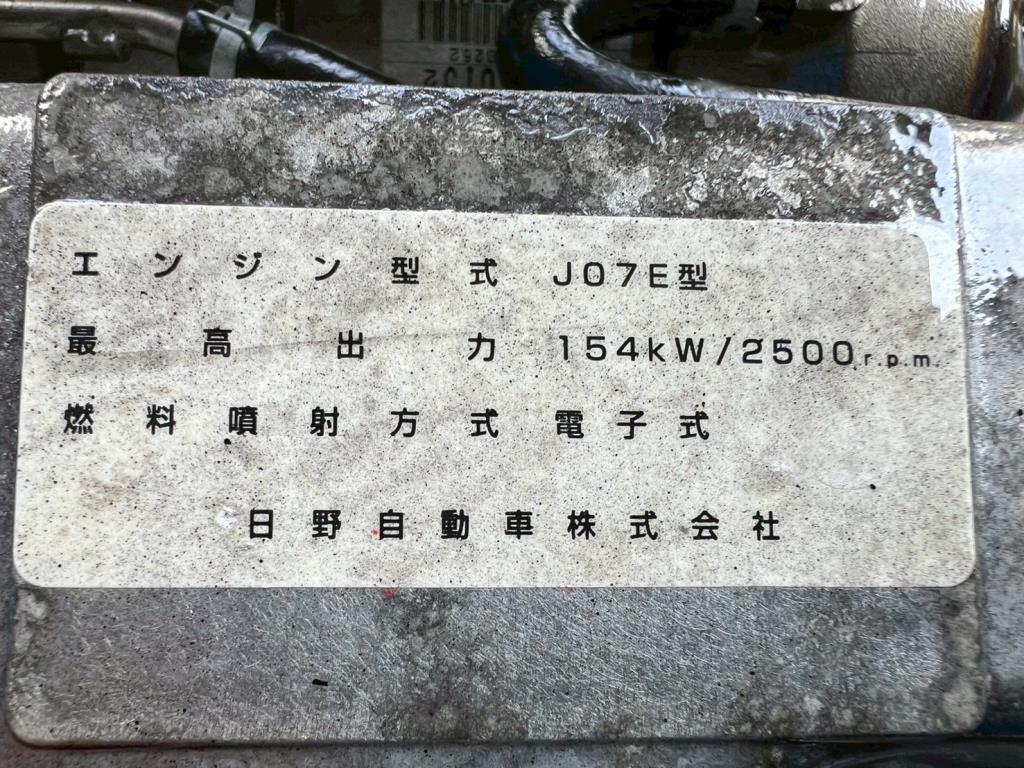 エンジン型式 J07E型
最高出力 154kW/2500r.p.m.
燃料噴射方式 電子式
日野自動車株式会社